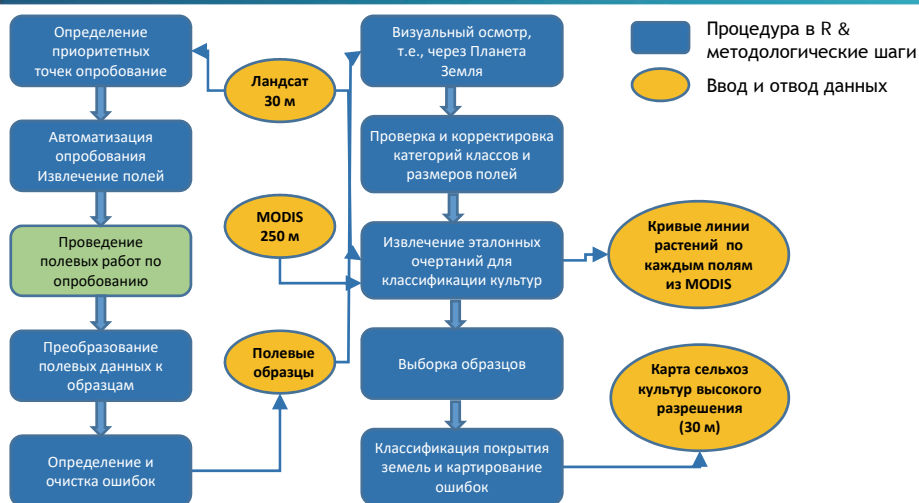 Определение
приоритетных
точек опробование
Автоматизация
опробования
Извлечение полей
Проведение
полевых работ по
опробованию
Преобразование
полевых данных к
образцам
Определение и
очистка ошибок
Ландсат
30 м
MODIS
250 м
Полевые
образцы
Визуальный осмотр,
т.е., через Планета
Земля
Проверка и корректировка
категорий классов и
размеров полей
Извлечение эталонных
очертаний для
классификации культур
Выборка образцов
Классификация покрытия
земель и картирование
ошибок
Кривые линии
растений по
каждым полям
из MODIS
Карта сельхоз
культур высокого
разрешения
(30 м)
Процедура в R &
методологические шаги
Ввод и отвод данных